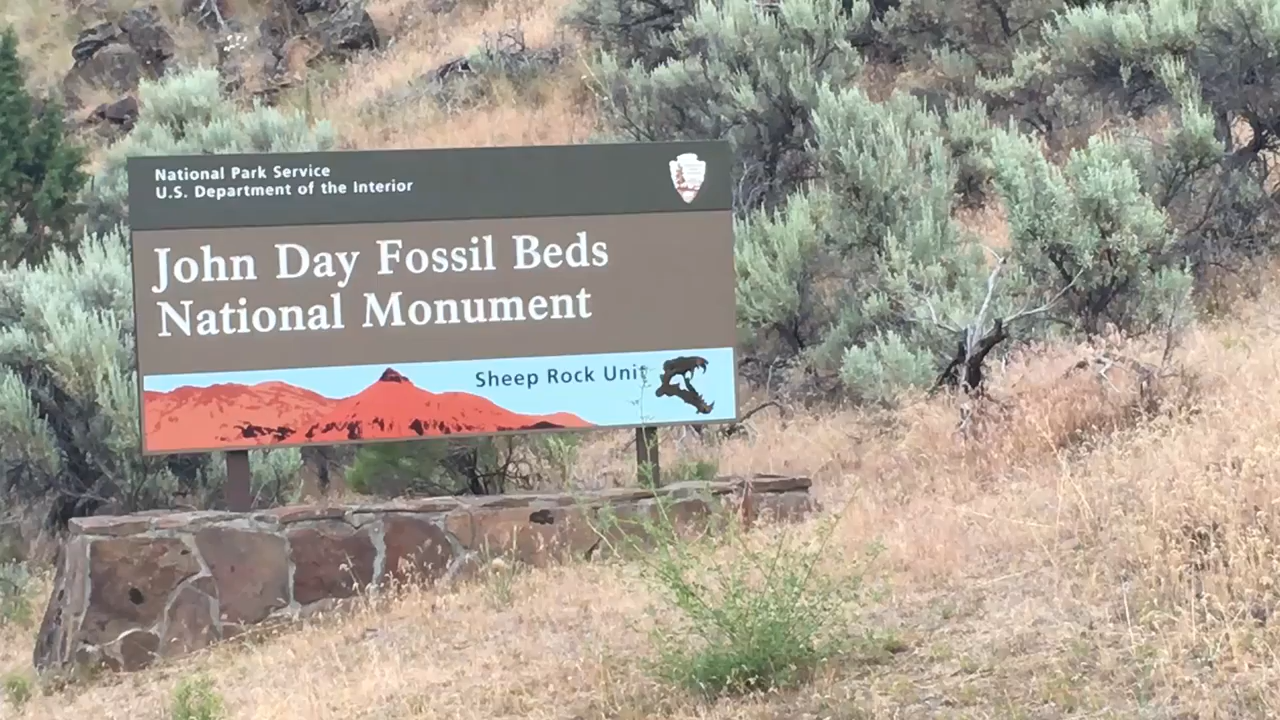 National Park Service
U.S. Department of the Interior
John Day Fossil Beds
National Monument
Sheep Rock Unit